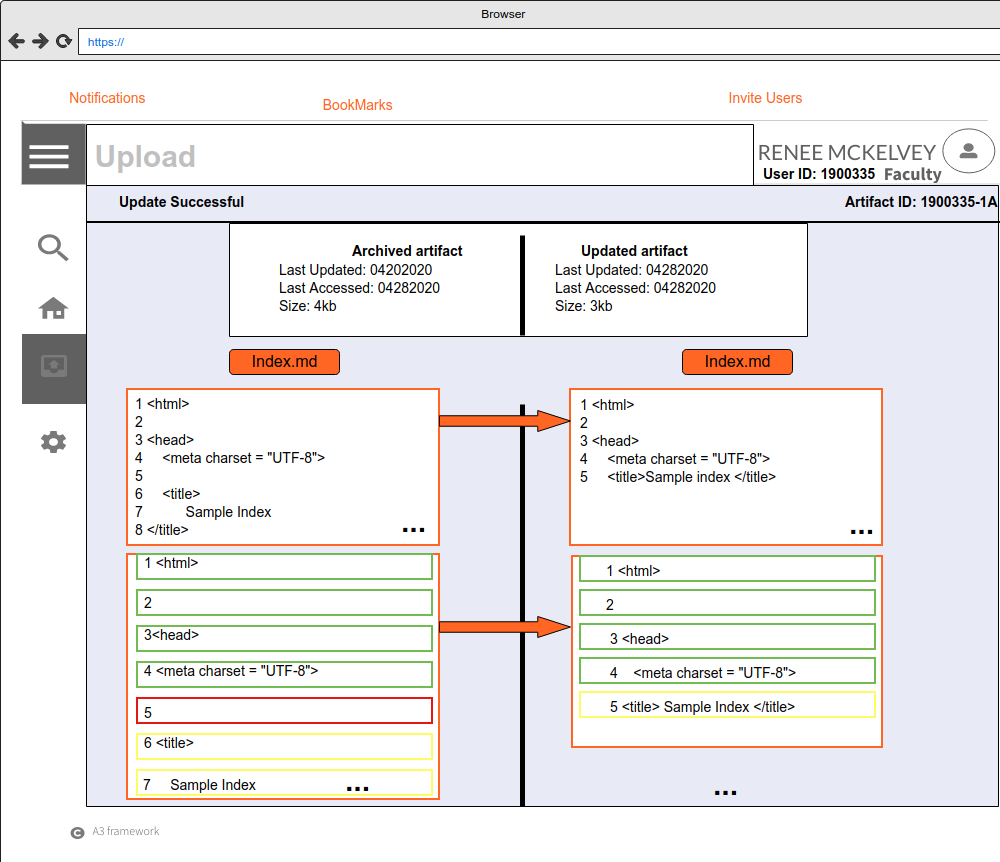 Browser
https://
Notifications
BookMarks
Invite Users
Upload
RENEE MCKELVEY
User ID: 1900335 Faculty
Update Successful
Artifact ID: 1900335-1A
Archived artifact
Last Updated: 04202020
Last Accessed: 04282020
Size: 4kb
Updated artifact
Last Updated: 04282020
Last Accessed: 04282020
Size: 3kb
Index.md
Index.md
1 <html>
2
3 <head>
4 <meta charset = "UTF-8">
5
6 <title>
7 Sample Index
8 </title>
...
1 <html>
2
3 <head>
4 <meta charset = "UTF-8">
5 <title>Sample index </title>
...
1 <html>
2
3<head>
4 <meta charset = "UTF-8">
5
6 <title>
7 Sample Index
...
1 <html>
2
3 <head>
4 <meta charset = "UTF-8">
5 <title> Sample Index </title>
...
C A3 framework